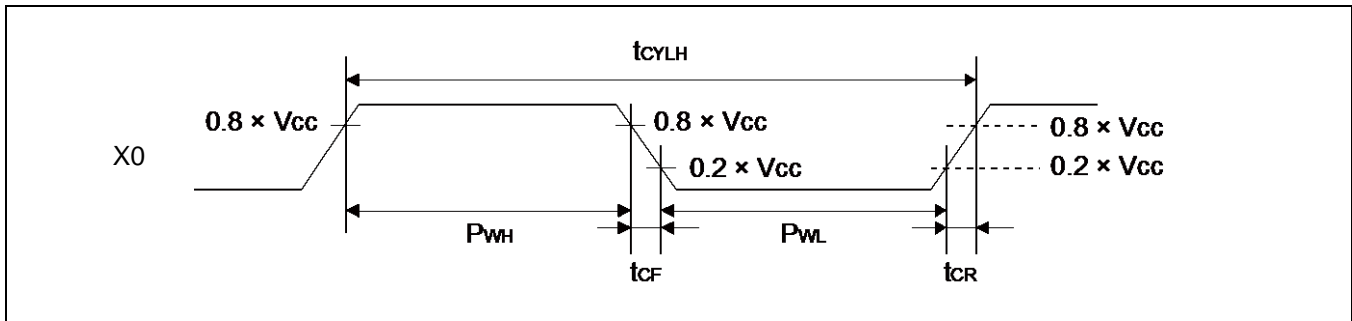 tCYLH
0.8 × Vcc
0.8 × Vcc
0.8 × Vcc
X0
0.2 × Vcc
0.2 × Vcc
PWH
PWL
tCF
tCR